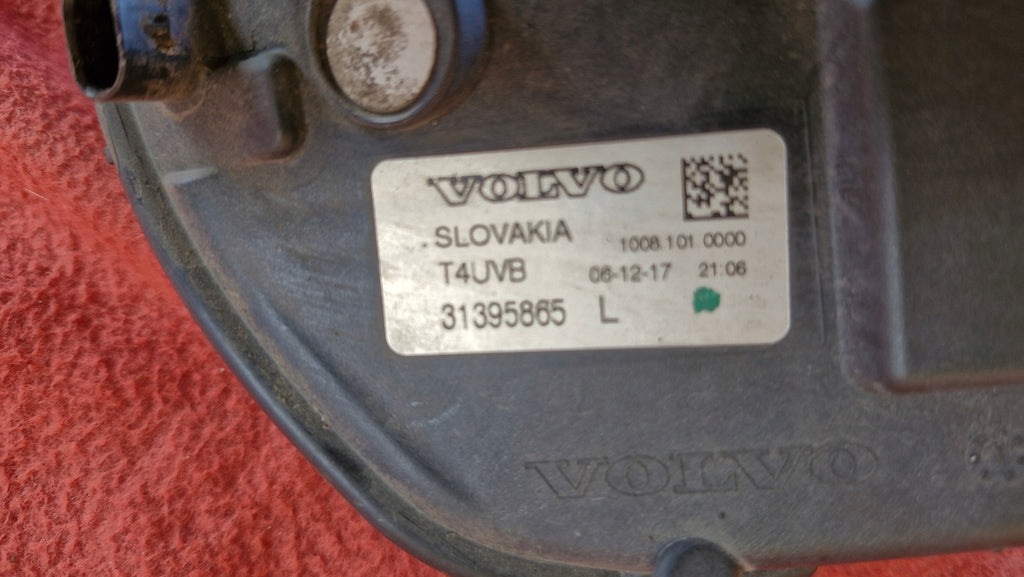 VOLVO
.SLOVAKIA 1008.101.0000
T4UVB 06-12-17 21:06
31395865 L
VOLVO